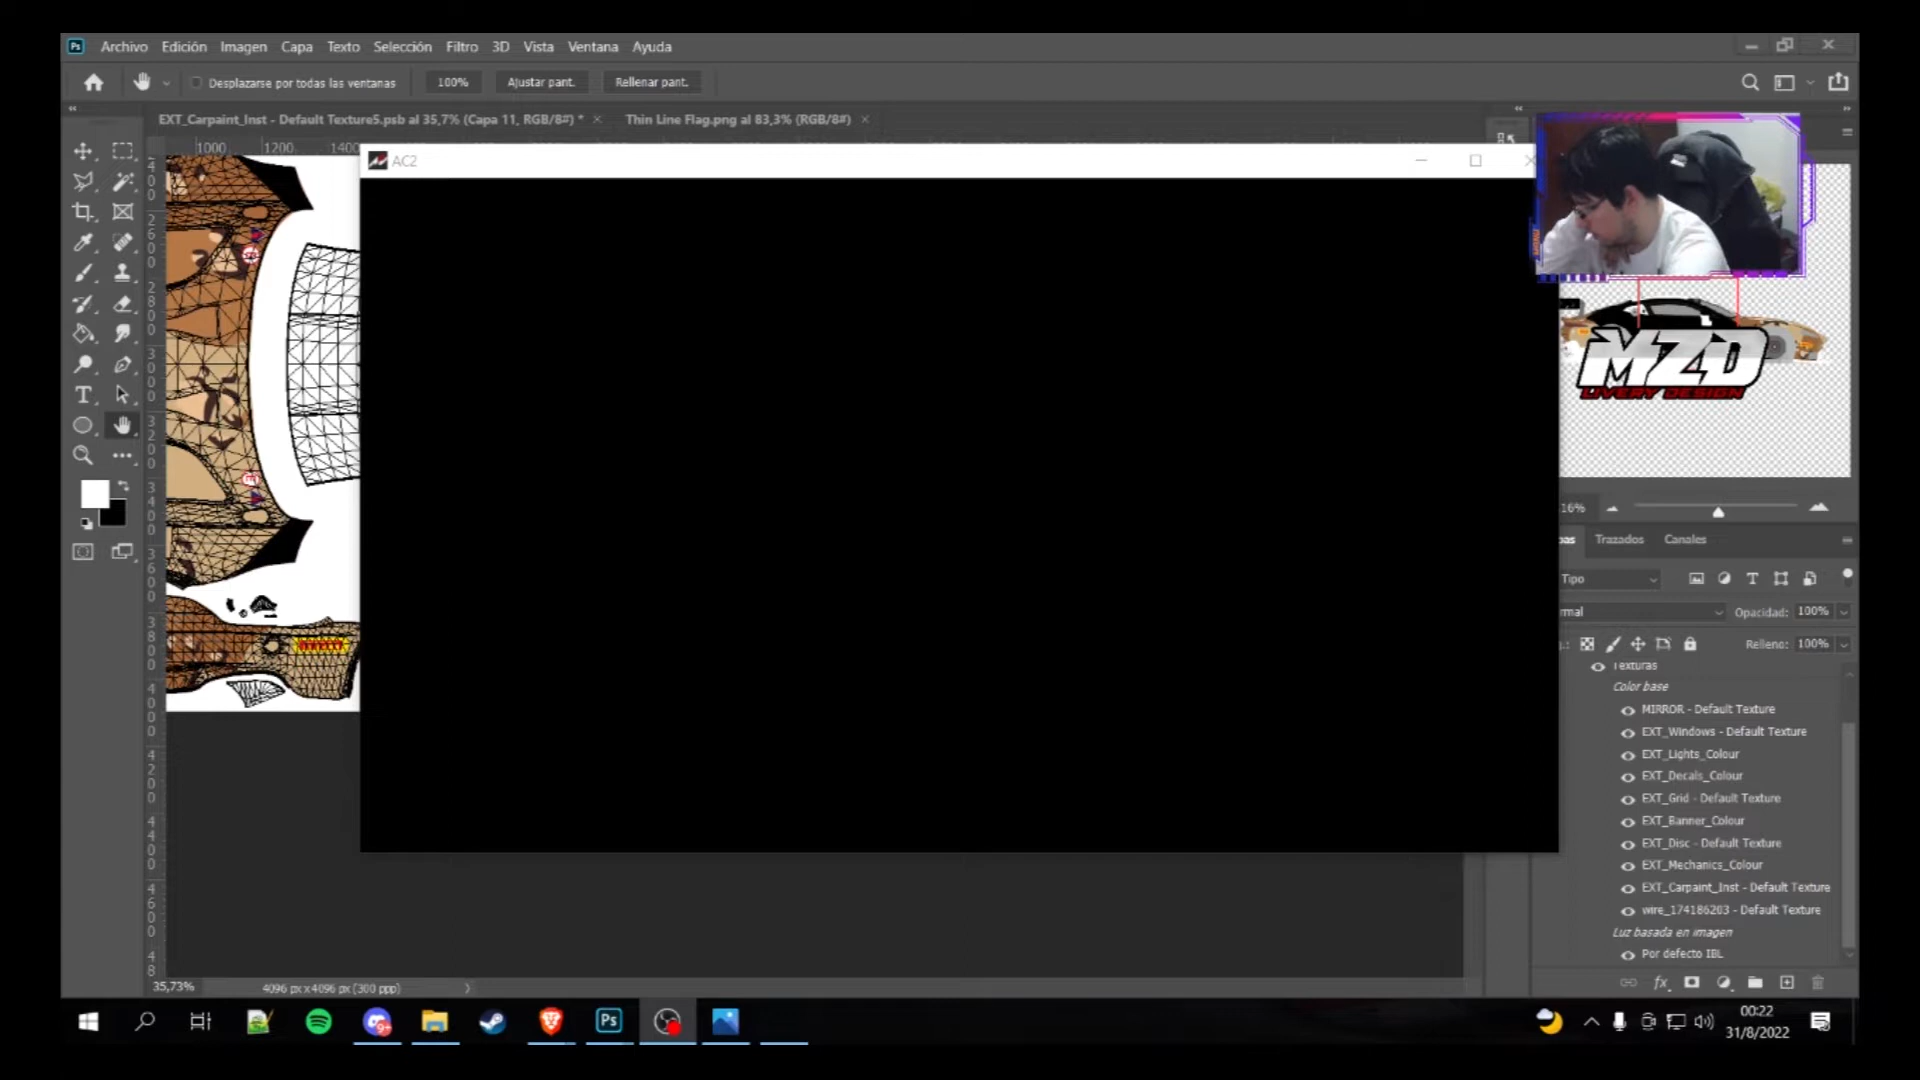 Ps Archivo Edición Imagen Capa Texto Selección Filtro 3D Vista Ventana Ayuda
Desplazarse por todas las ventanas 100% Ajustar pant. Rellenar pant.
EXT_Carpaint_Inst - Default Texture5.psb al 35,7% (Capa 11, RGB/8#) * × Thin Line Flag.png al 83,3% (RGB/8#) ×
1000 1200 1400
AC2
MZD
LIVERY DESIGN
16%
Trazados Canales
Tipo
Opacidad: 100%
Relleno: 100%
Texturas
Color base
MIRROR - Default Texture
EXT_Windows - Default Texture
EXT_Lights_Colour
EXT_Decals_Colour
EXT_Grid - Default Texture
EXT_Banner_Colour
EXT_Disc - Default Texture
EXT_Mechanics_Colour
EXT_Carpaint_Inst - Default Texture
wire_174186203 - Default Texture
Luz basada en imagen
Por defecto IBL
35,73% 4096 px x 4096 px (300 ppp)
Ps
00:22
31/8/2022